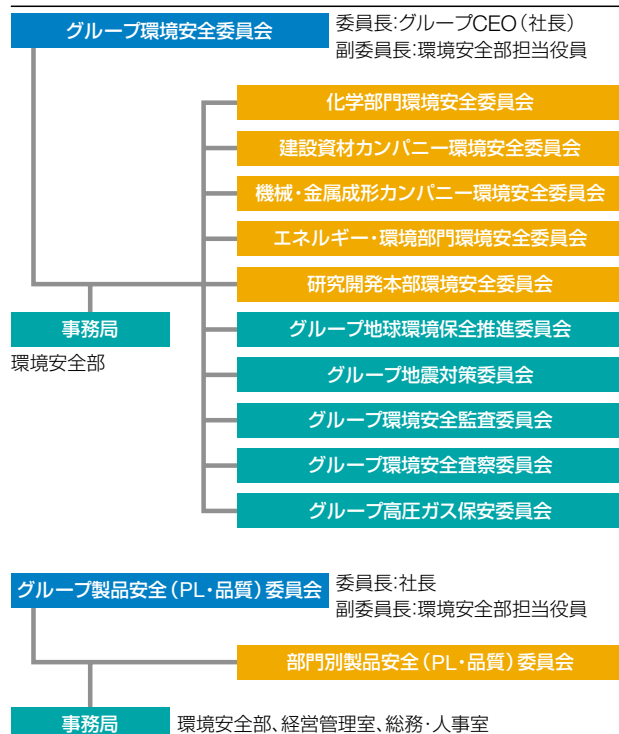 グループ環境安全委員会
委員長:グループCEO(社長)
副委員長:環境安全部担当役員
化学部門環境安全委員会
建設資材カンパニー環境安全委員会
機械・金属成形カンパニー環境安全委員会
エネルギー・環境部門環境安全委員会
研究開発本部環境安全委員会
事務局
環境安全部
グループ地球環境保全推進委員会
グループ地震対策委員会
グループ環境安全監査委員会
グループ環境安全査察委員会
グループ高圧ガス保安委員会
グループ製品安全(PL・品質)委員会
委員長:社長
副委員長:環境安全部担当役員
部門別製品安全(PL・品質)委員会
事務局
環境安全部、経営管理室、総務・人事室